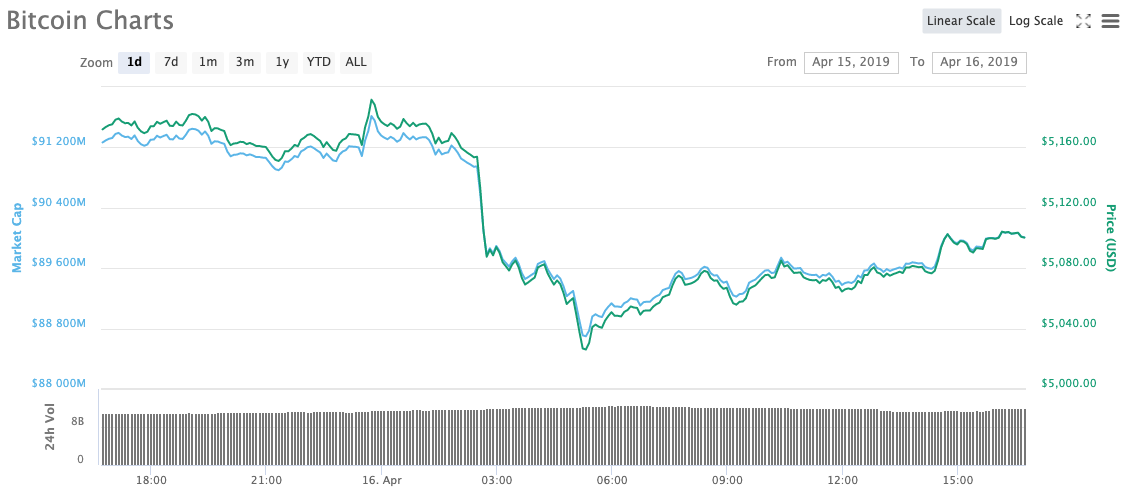 Bitcoin Charts
Linear Scale Log Scale
Zoom 1d 7d 1m 3m 1y YTD ALL
From Apr 15, 2019 To Apr 16, 2019
$91 200M $5,160.00
$90 400M $5,120.00
Market Cap
Price (USD)
$89 600M $5,080.00
$88 800M $5,040.00
$88 000M $5,000.00
24h Vol
8B
0
18:00 21:00 16. Apr 03:00 06:00 09:00 12:00 15:00